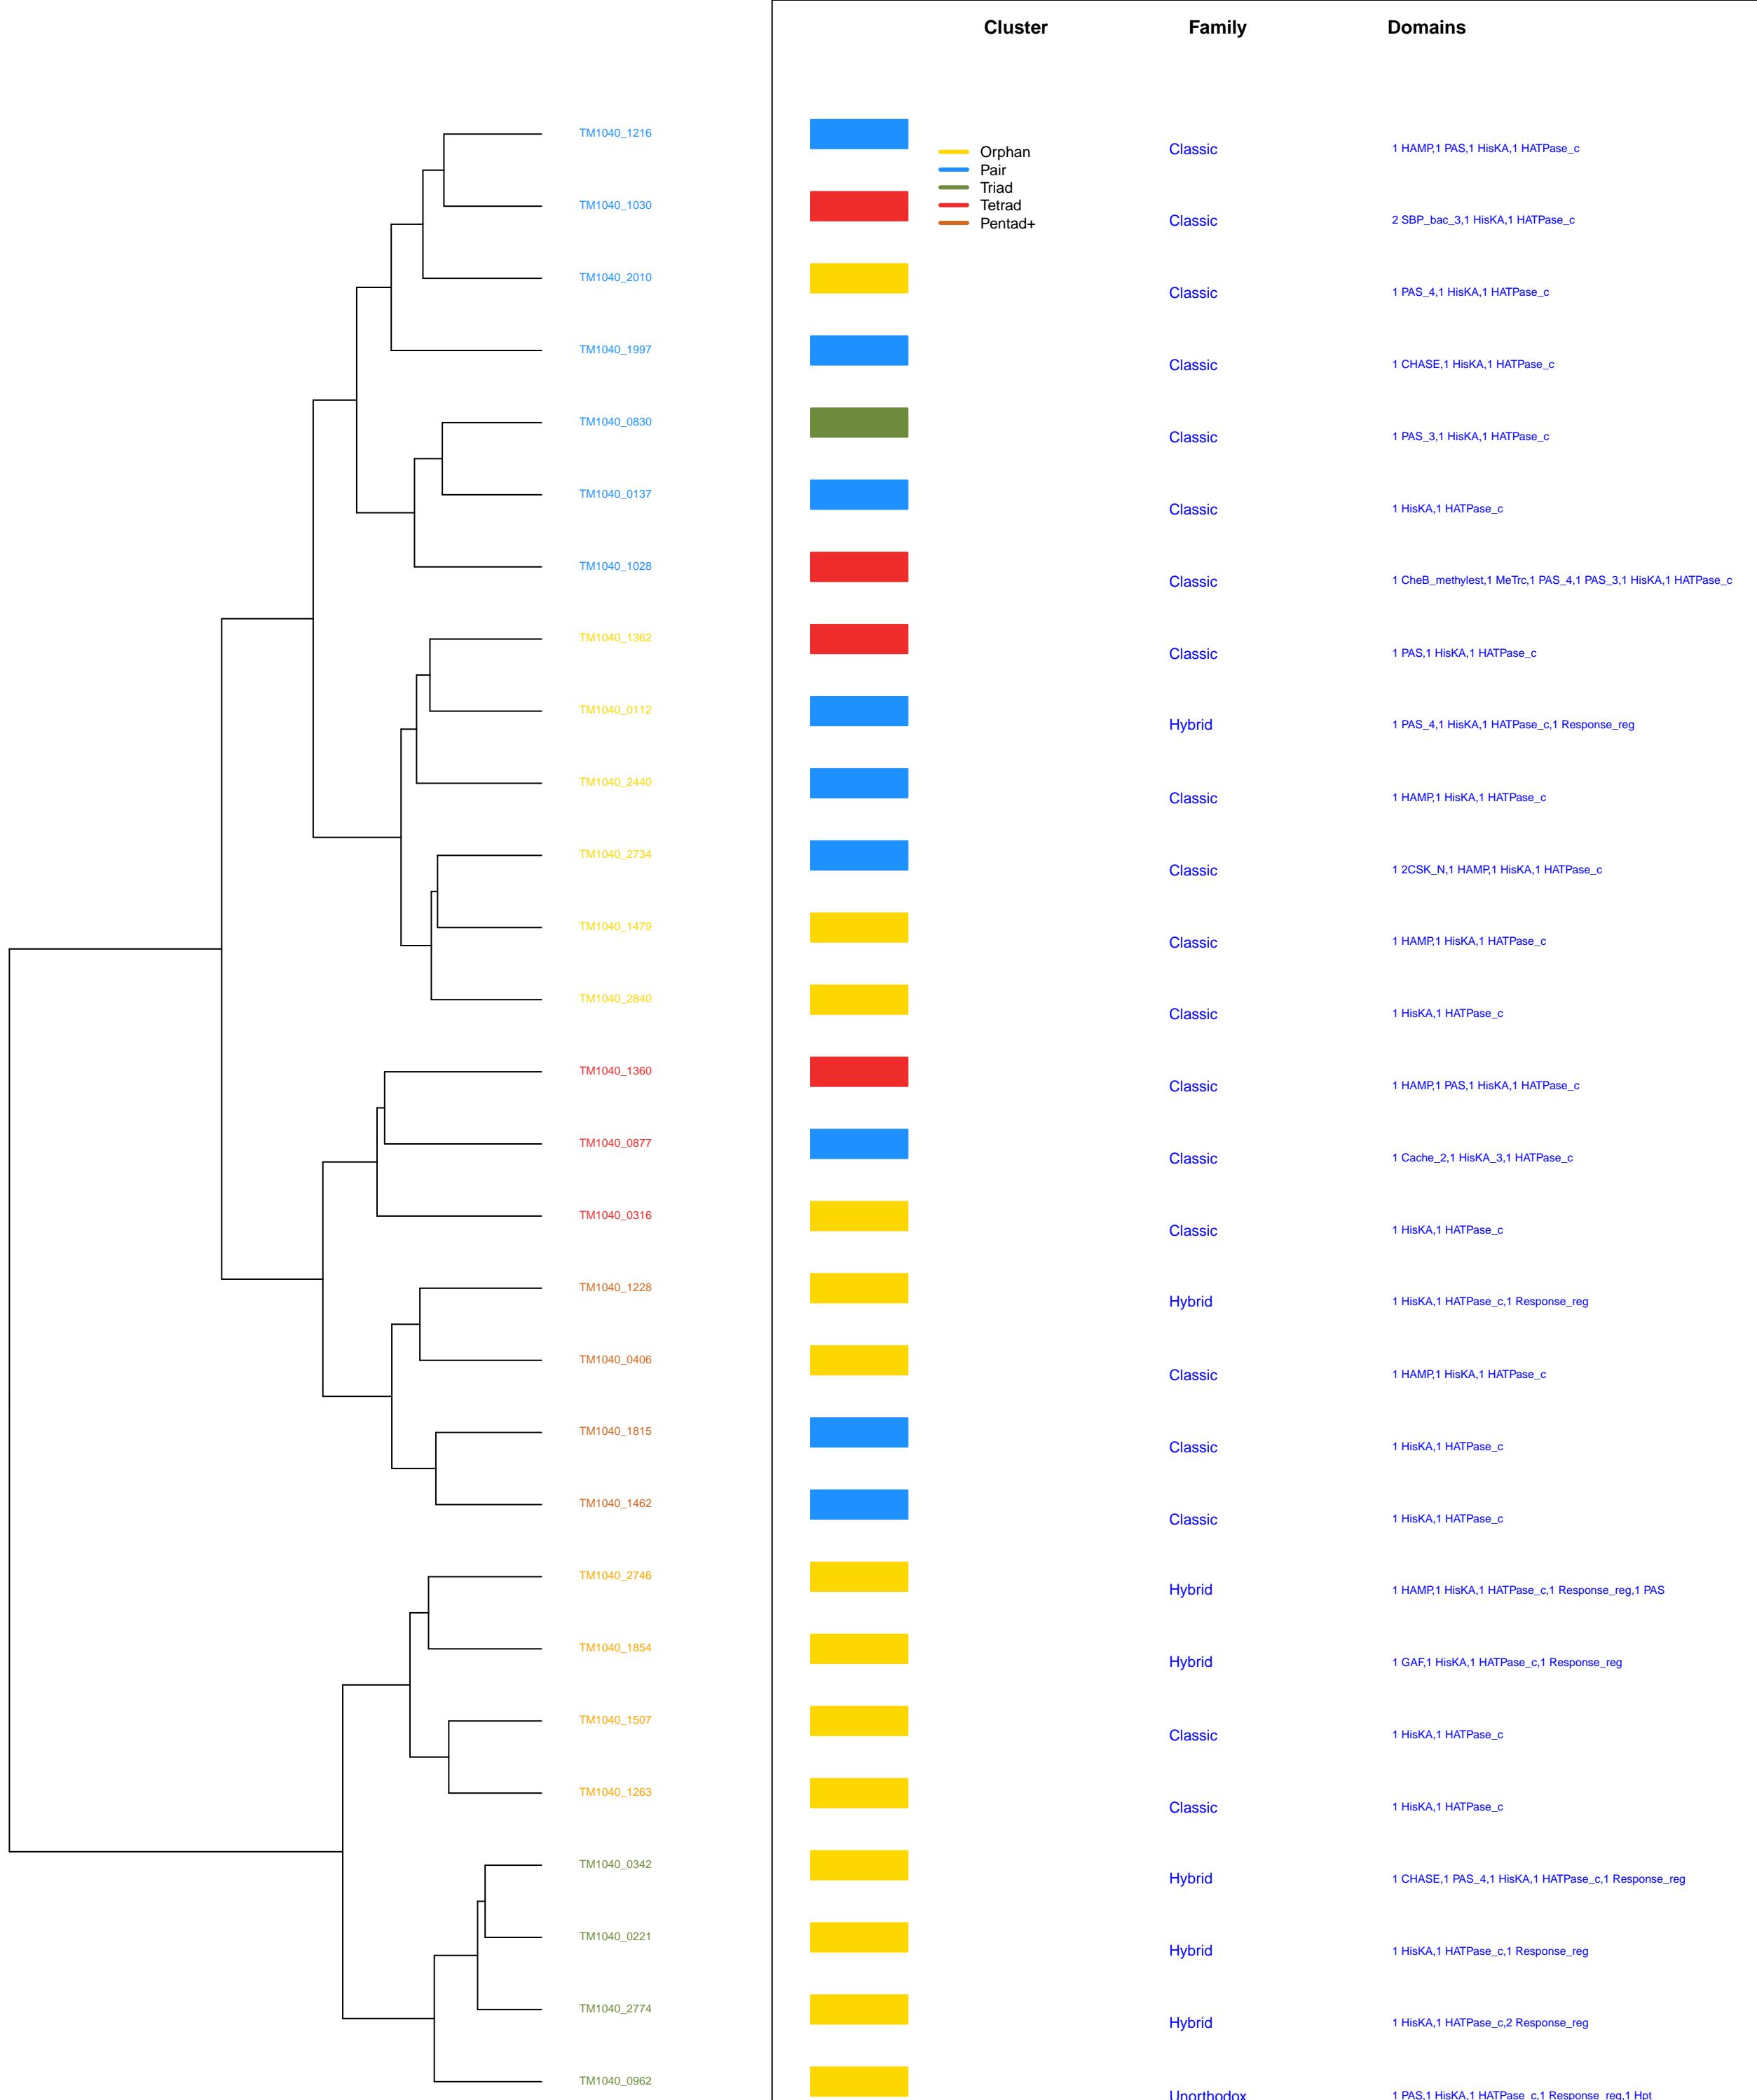 Cluster Family Domains
TM1040_1216 Classic 1 HAMP,1 PAS,1 HisKA,1 HATPase_c
Orphan
Pair
Triad
Tetrad
Pentad+
TM1040_1030 Classic 2 SBP_bac_3,1 HisKA,1 HATPase_c
TM1040_2010 Classic 1 PAS_4,1 HisKA,1 HATPase_c
TM1040_1997 Classic 1 CHASE,1 HisKA,1 HATPase_c
TM1040_0830 Classic 1 PAS_3,1 HisKA,1 HATPase_c
TM1040_0137 Classic 1 HisKA,1 HATPase_c
TM1040_1028 Classic 1 CheB_methylest,1 MeTrc,1 PAS_4,1 PAS_3,1 HisKA,1 HATPase_c
TM1040_1362 Classic 1 PAS,1 HisKA,1 HATPase_c
TM1040_0112 Hybrid 1 PAS_4,1 HisKA,1 HATPase_c,1 Response_reg
TM1040_2440 Classic 1 HAMP,1 HisKA,1 HATPase_c
TM1040_2734 Classic 1 2CSK_N,1 HAMP,1 HisKA,1 HATPase_c
TM1040_1479 Classic 1 HAMP,1 HisKA,1 HATPase_c
TM1040_2840 Classic 1 HisKA,1 HATPase_c
TM1040_1360 Classic 1 HAMP,1 PAS,1 HisKA,1 HATPase_c
TM1040_0877 Classic 1 Cache_2,1 HisKA_3,1 HATPase_c
TM1040_0316 Classic 1 HisKA,1 HATPase_c
TM1040_1228 Hybrid 1 HisKA,1 HATPase_c,1 Response_reg
TM1040_0406 Classic 1 HAMP,1 HisKA,1 HATPase_c
TM1040_1815 Classic 1 HisKA,1 HATPase_c
TM1040_1462 Classic 1 HisKA,1 HATPase_c
TM1040_2746 Hybrid 1 HAMP,1 HisKA,1 HATPase_c,1 Response_reg,1 PAS
TM1040_1854 Hybrid 1 GAF,1 HisKA,1 HATPase_c,1 Response_reg
TM1040_1507 Classic 1 HisKA,1 HATPase_c
TM1040_1263 Classic 1 HisKA,1 HATPase_c
TM1040_0342 Hybrid 1 CHASE,1 PAS_4,1 HisKA,1 HATPase_c,1 Response_reg
TM1040_0221 Hybrid 1 HisKA,1 HATPase_c,1 Response_reg
TM1040_2774 Hybrid 1 HisKA,1 HATPase_c,2 Response_reg
TM1040_0962 Unorthodox 1 PAS,1 HisKA,1 HATPase_c,1 Response_reg,1 Hpt